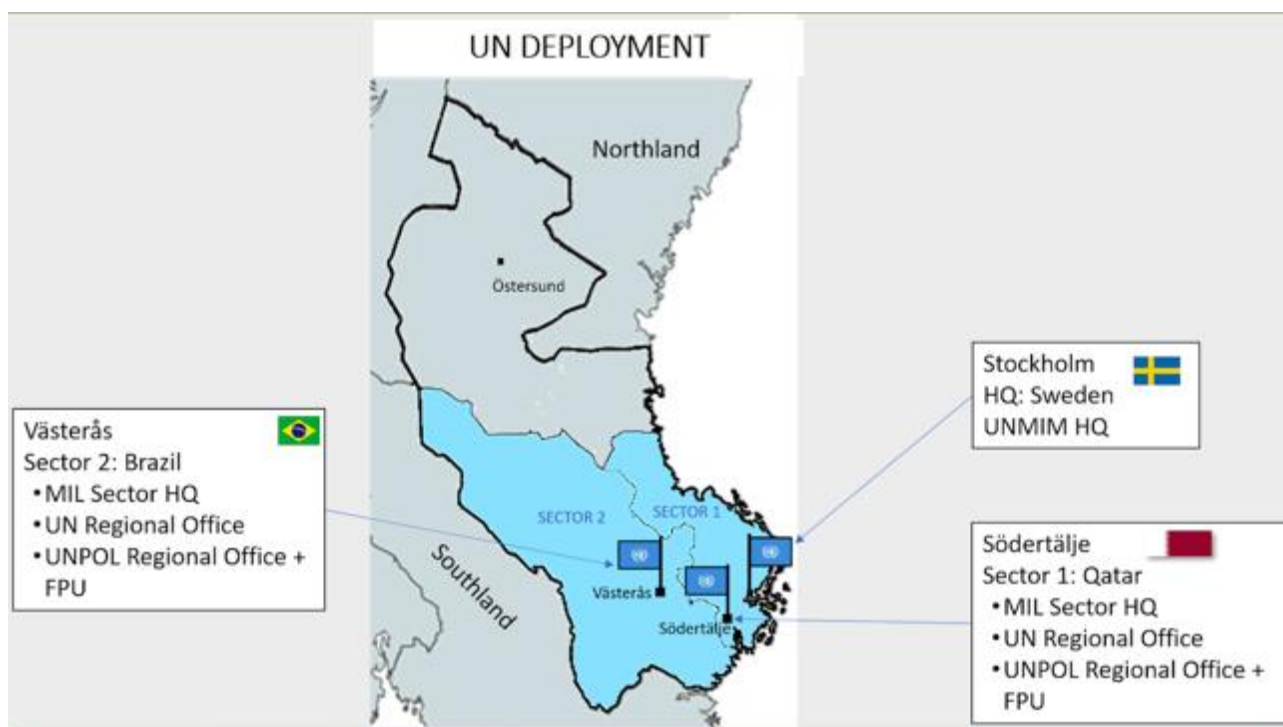 UN DEPLOYMENT
Northland
Östersund
Stockholm
HQ: Sweden
UNMIM HQ
Västerås
Sector 2: Brazil
•MIL Sector HQ
•UN Regional Office
•UNPOL Regional Office +
FPU
SECTOR 2
SECTOR 1
Södertälje
Sector 1: Qatar
•MIL Sector HQ
•UN Regional Office
•UNPOL Regional Office +
FPU
Southland
Västerås
Södertälje